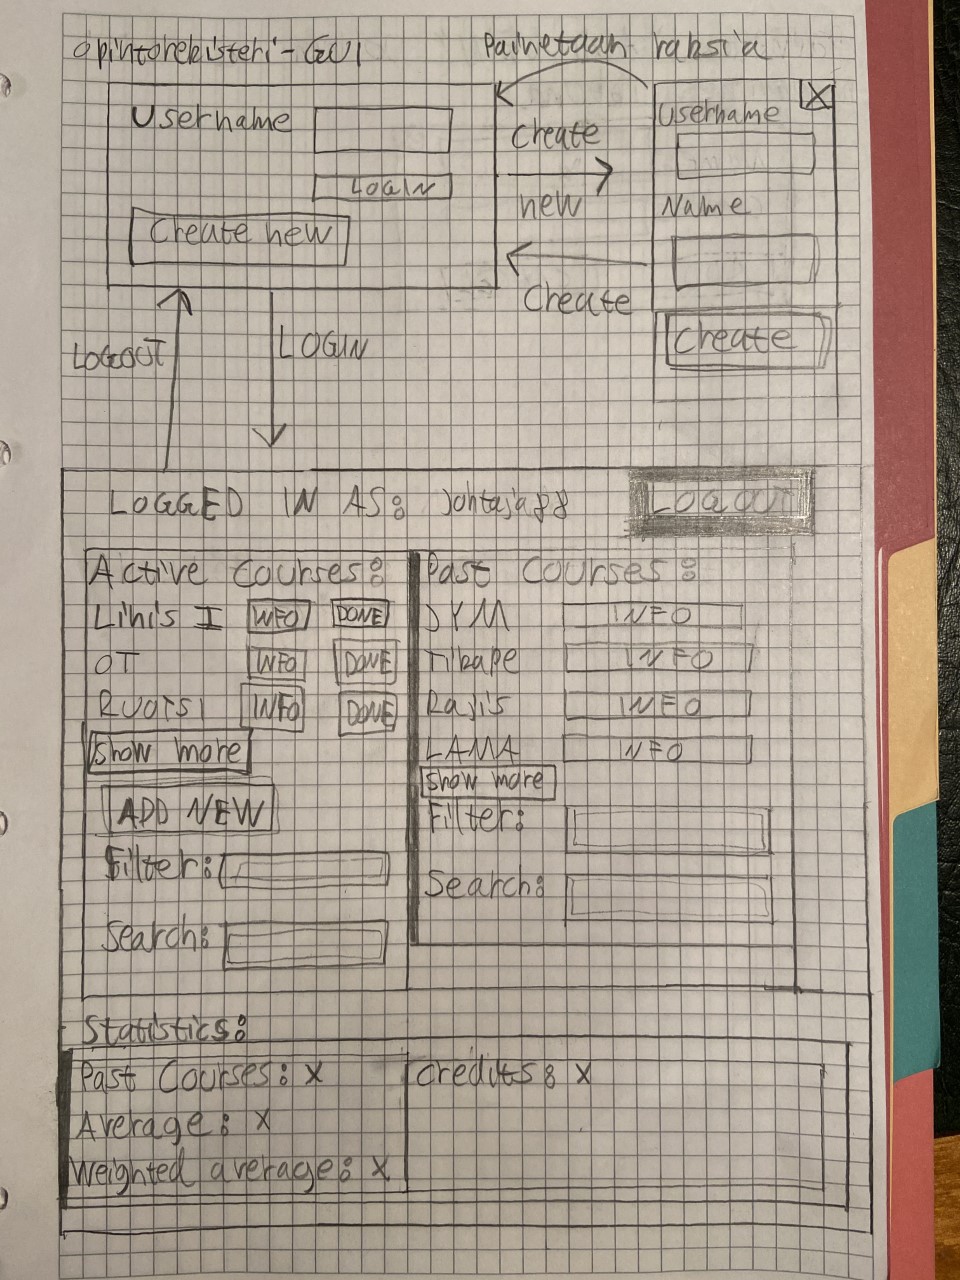 Opintorekisteri-GUI
Painetaan raksia
Username
LOGIN
Create new
Create
new
Create
X
Username
Name
Create
LOGOUT
LOGIN
LOGGED IN AS: Johtaja88
LOGOUT
Active courses:
Linis I INFO DONE
OT INFO DONE
RUOTSI INFO DONE
Show more
ADD NEW
Filter:
Search:
Past Courses:
JYM INFO
Tikape INFO
Rajis INFO
LAMA INFO
Show more
Filter:
Search:
Statistics:
Past Courses: X
Average: X
Weighted average: X
Credits: X